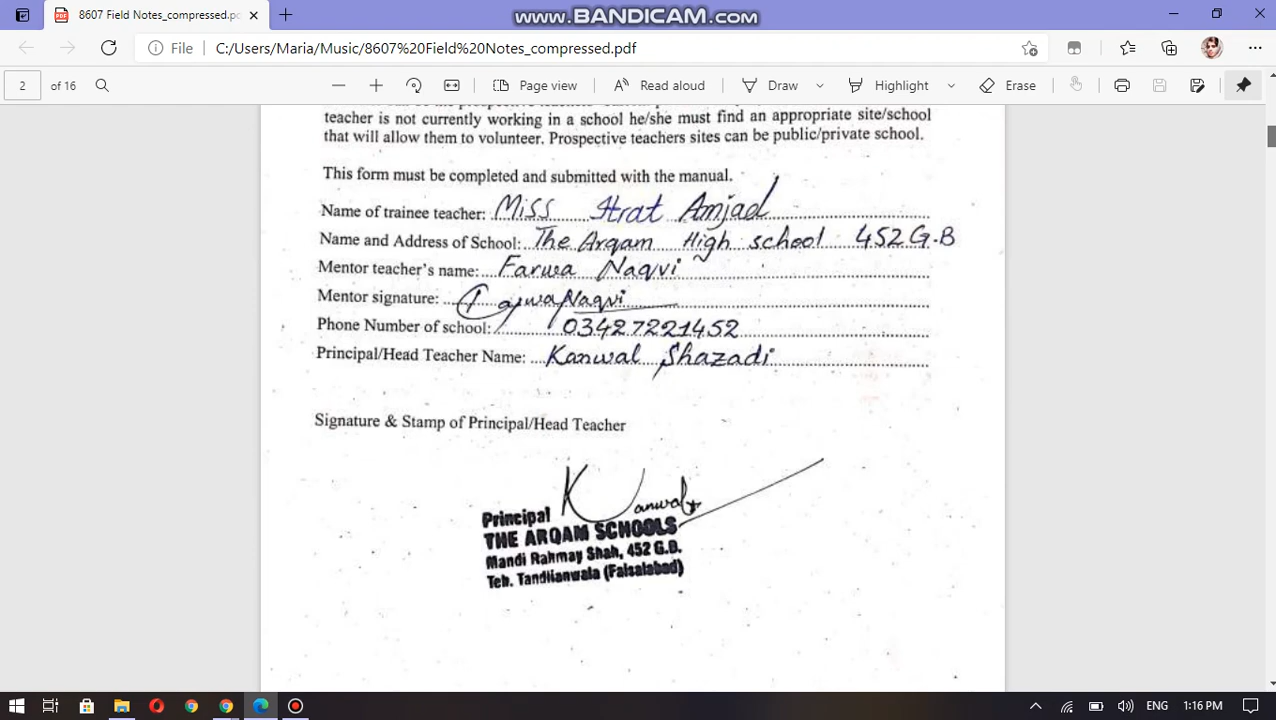 8607 Field Notes_compressed.pd
www.BANDICAM.com
File C:/Users/Maria/Music/8607%20Field%20Notes_compressed.pdf
2 of 16 Page view Read aloud Draw Highlight Erase
teacher is not currently working in a school he/she must find an appropriate site/school
that will allow them to volunteer. Prospective teachers sites can be public/private school.
This form must be completed and submitted with the manual.
Name of trainee teacher: Miss Itrat Amjad
Name and Address of School: The Arqam High school 452 G.B
Mentor teacher's name: Farwa Naqvi
Mentor signature: Farwa Naqvi
Phone Number of school: 03427221452
Principal/Head Teacher Name: Kanwal Shazadi
Signature & Stamp of Principal/Head Teacher
Kanwal
Principal
THE ARQAM SCHOOLS
Mandi Rahmay Shah, 452 G.B.
Teh. Tandlianwala (Faisalabad)
ENG 1:16 PM